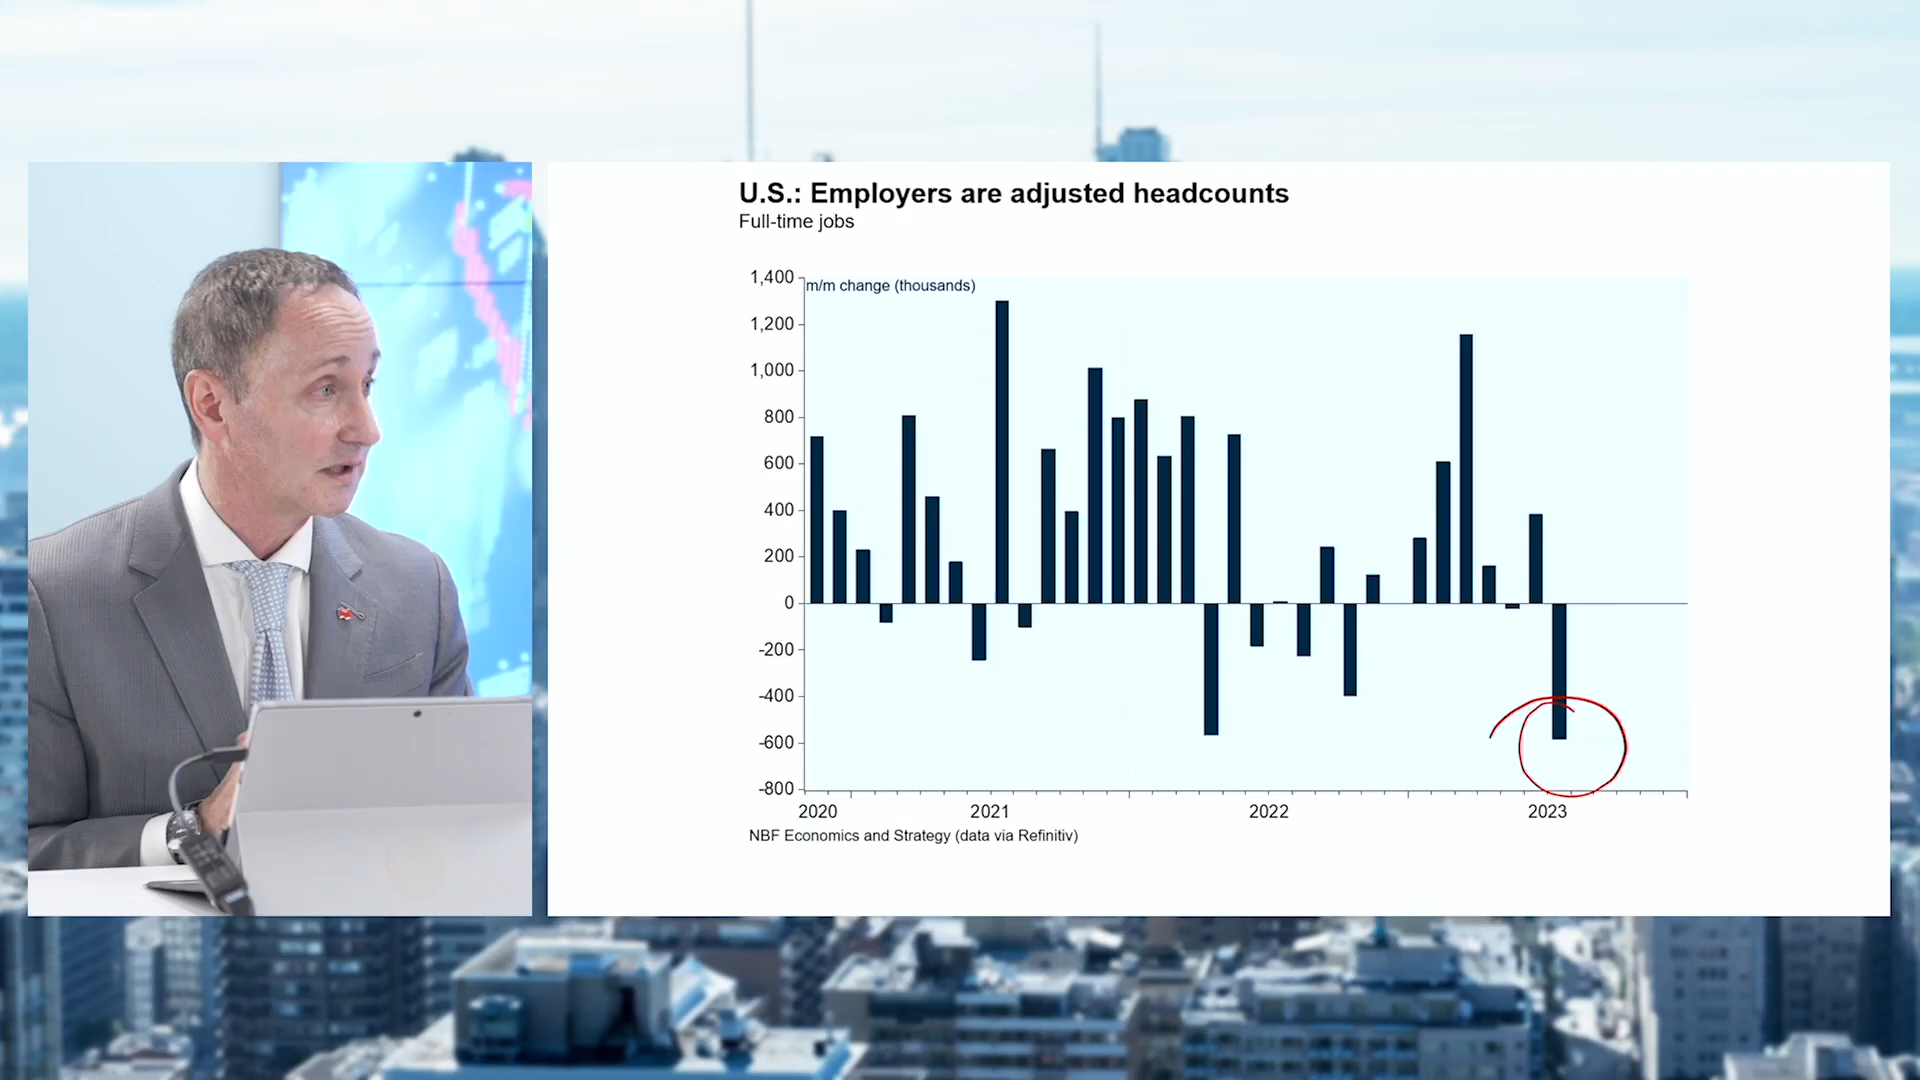 U.S.: Employers are adjusted headcounts
Full-time jobs
m/m change (thousands)
1,400
1,200
1,000
800
600
400
200
0
-200
-400
-600
-800
2020 2021 2022 2023
NBF Economics and Strategy (data via Refinitiv)